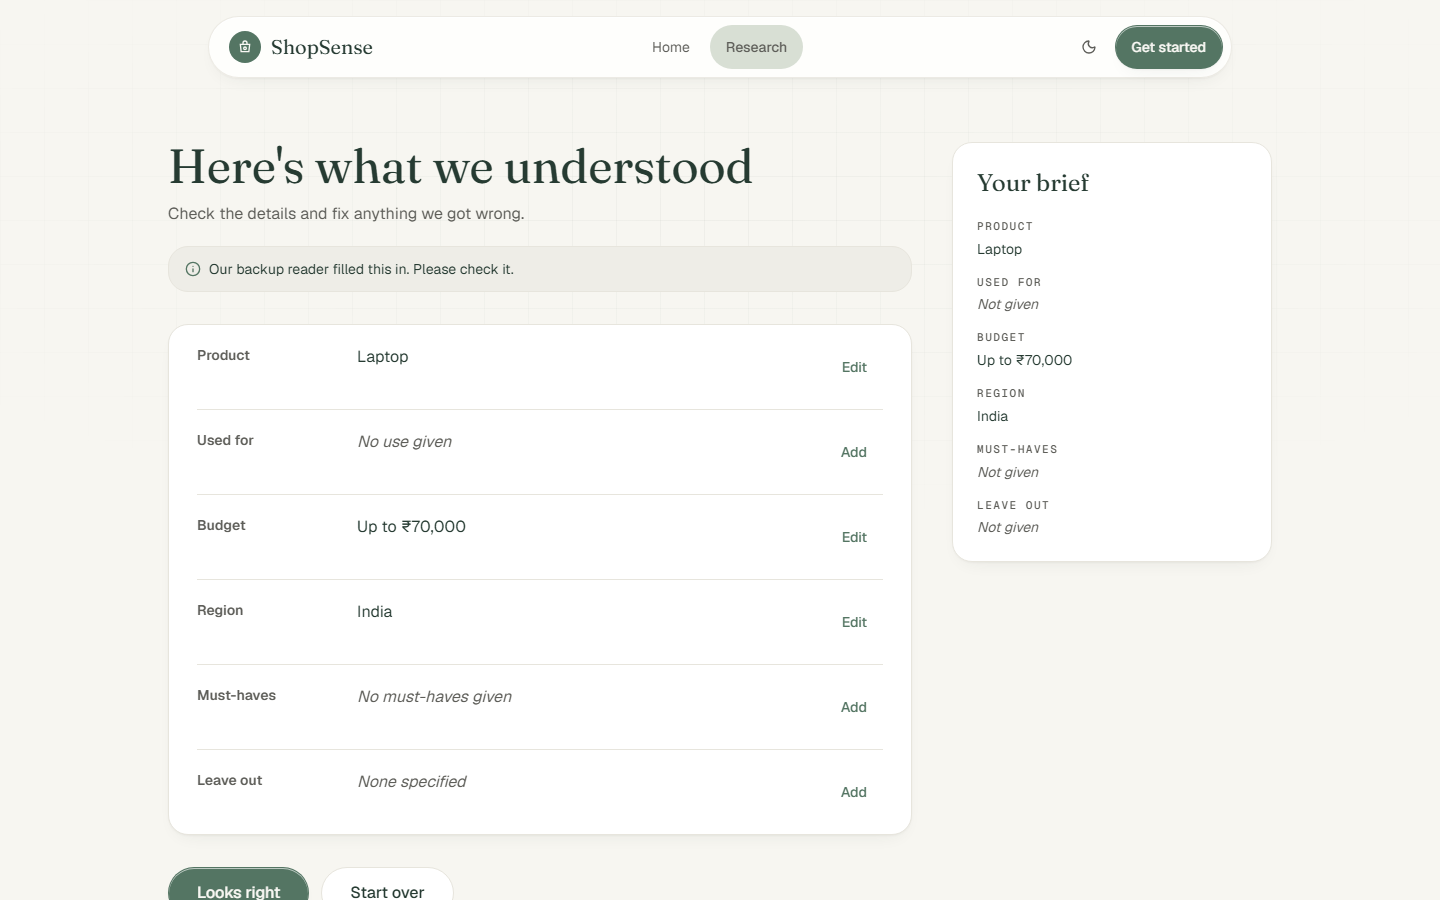 ShopSense
Home
Research
Get started
Here's what we understood
Check the details and fix anything we got wrong.
Our backup reader filled this in. Please check it.
Product
Laptop
Edit
Used for
No use given
Add
Budget
Up to ₹70,000
Edit
Region
India
Edit
Must-haves
No must-haves given
Add
Leave out
None specified
Add
Looks right
Start over
Your brief
PRODUCT
Laptop
USED FOR
Not given
BUDGET
Up to ₹70,000
REGION
India
MUST-HAVES
Not given
LEAVE OUT
Not given